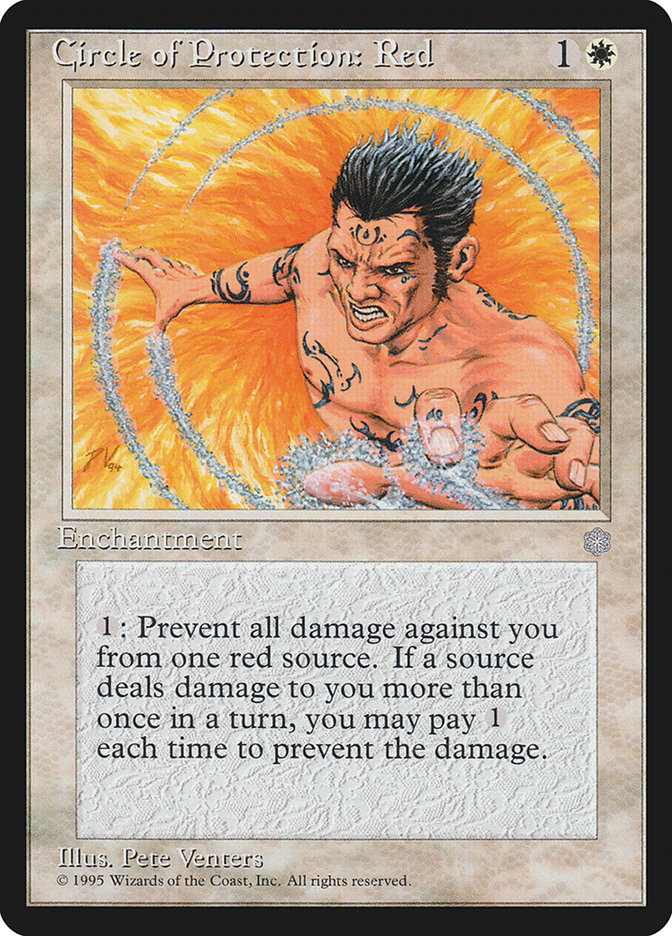 Circle of Protection: Red 1
PV94
Enchantment
1: Prevent all damage against you
from one red source. If a source
deals damage to you more than
once in a turn, you may pay 1
each time to prevent the damage.
Illus. Pete Venters
© 1995 Wizards of the Coast, Inc. All rights reserved.